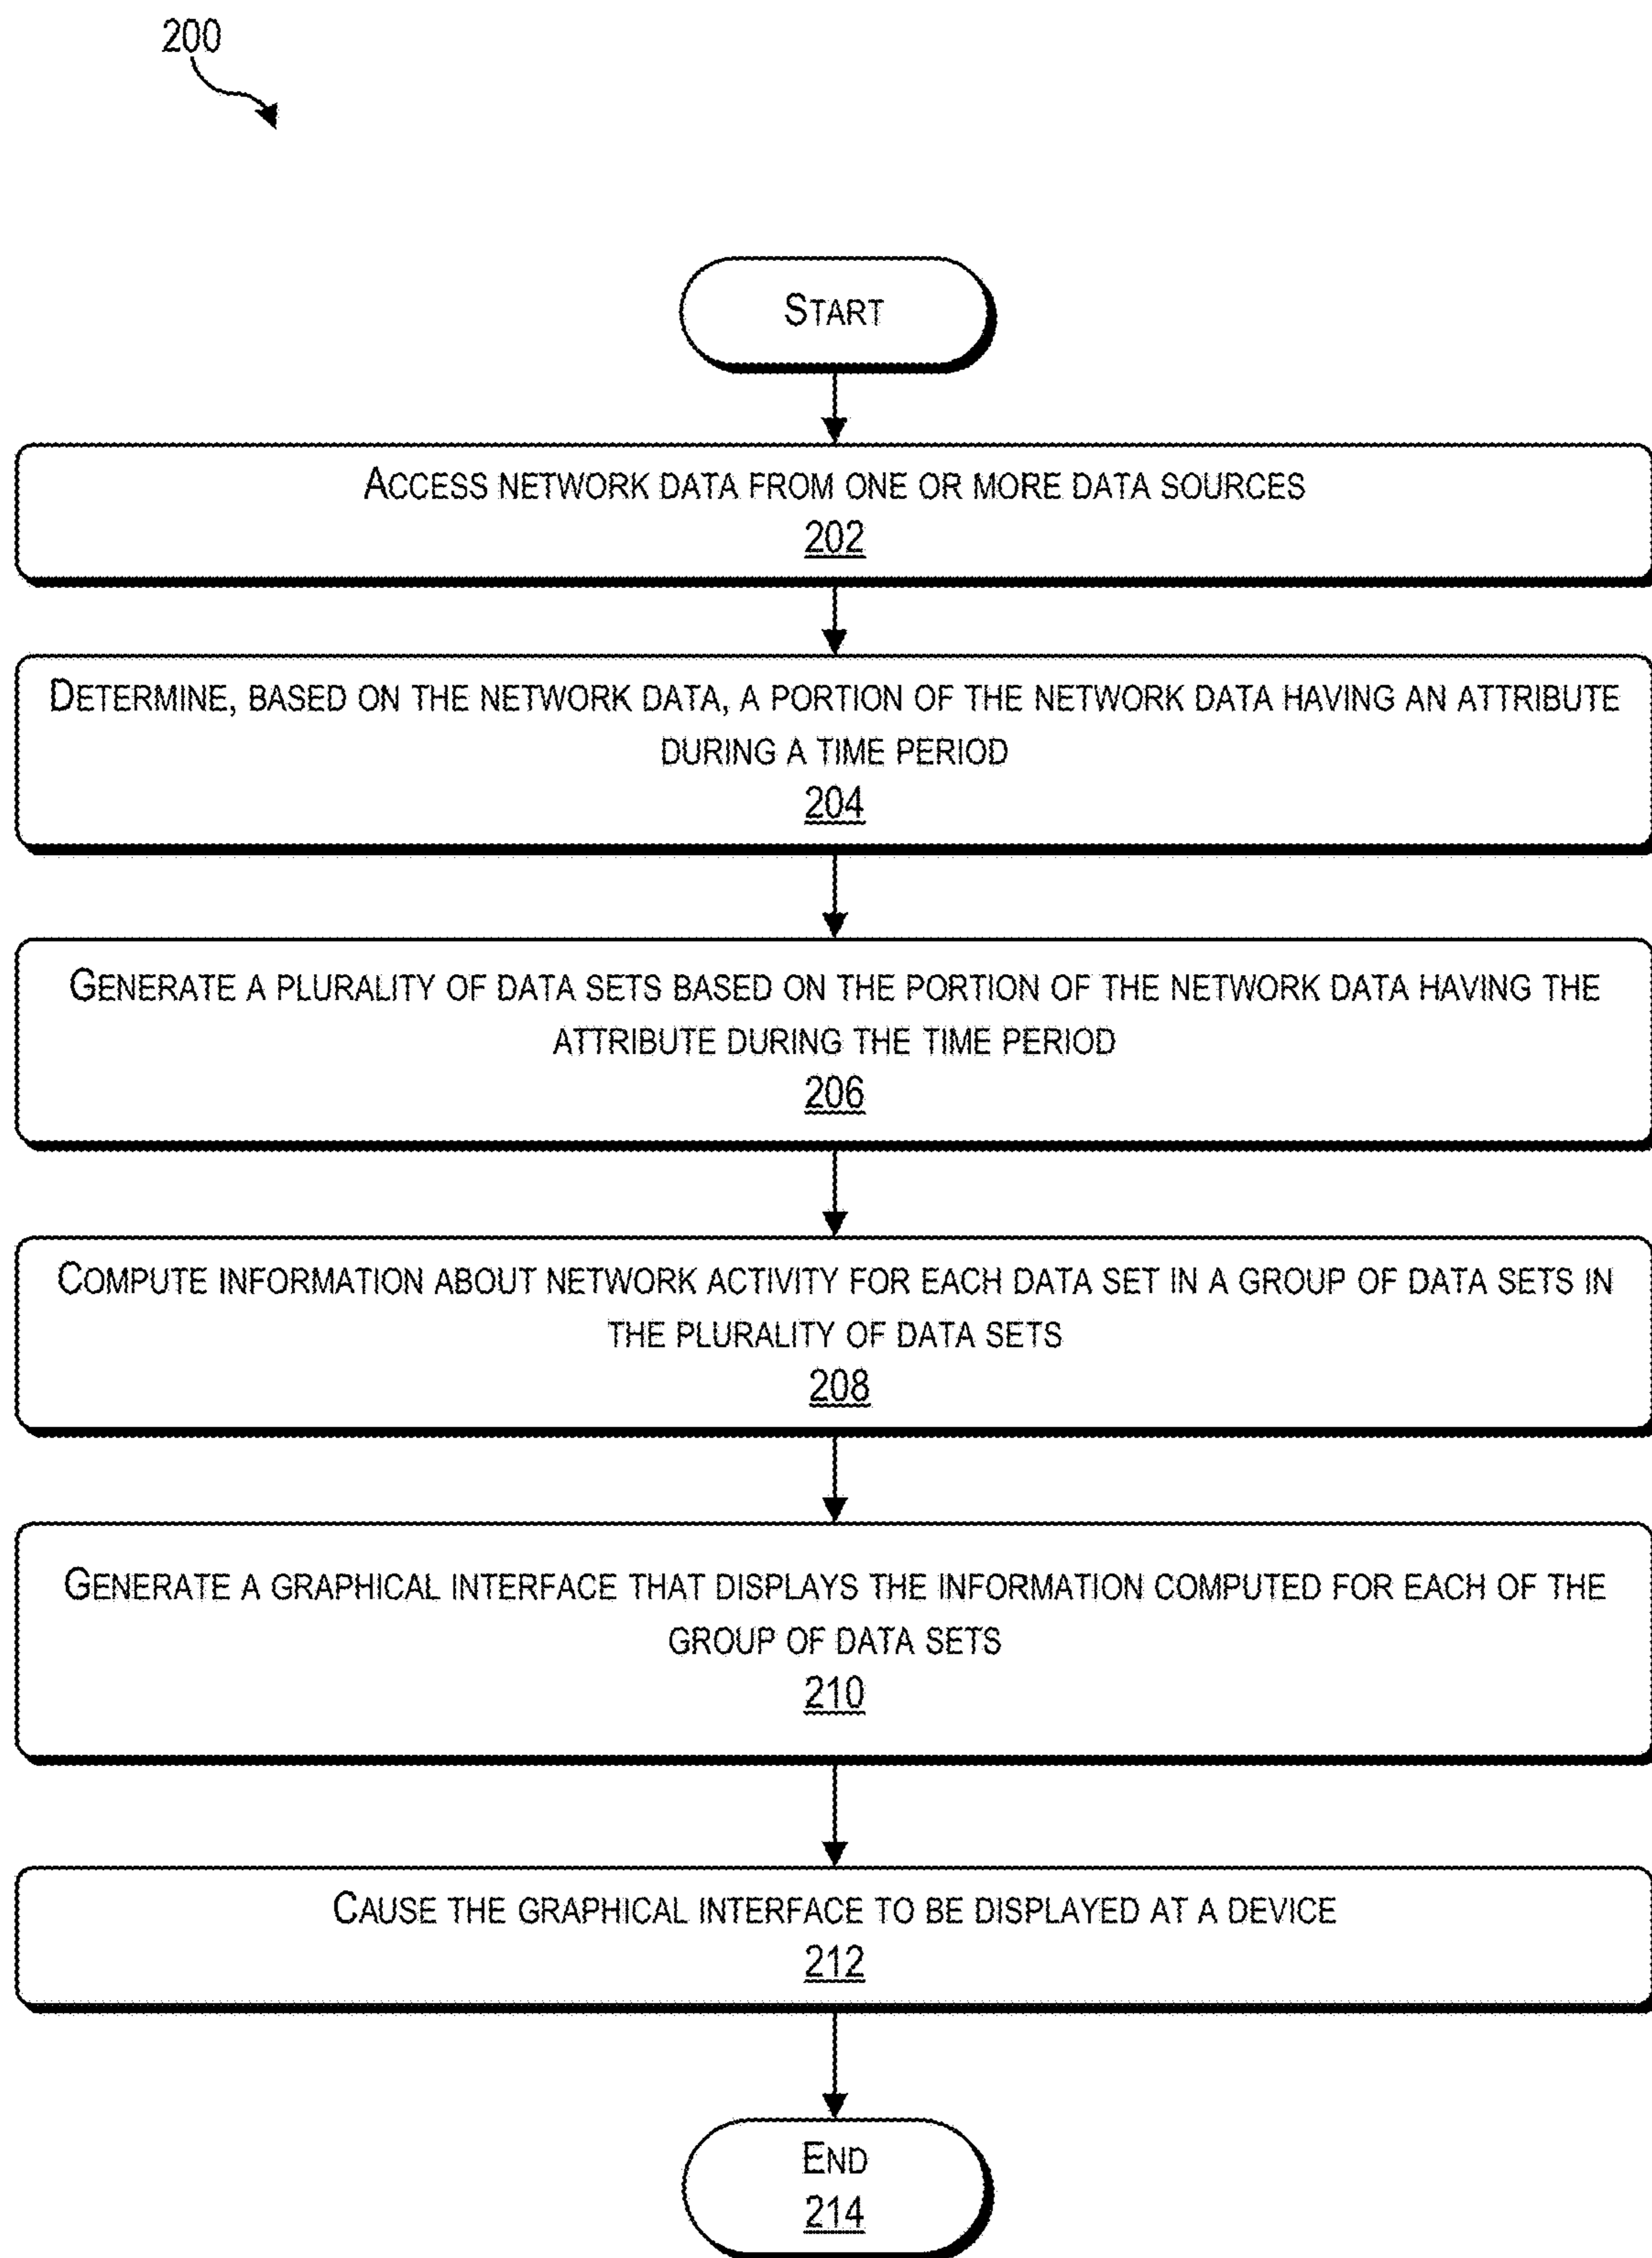 200
START
ACCESS NETWORK DATA FROM ONE OR MORE DATA SOURCES
202
DETERMINE, BASED ON THE NETWORK DATA, A PORTION OF THE NETWORK DATA HAVING AN ATTRIBUTE
DURING A TIME PERIOD
204
GENERATE A PLURALITY OF DATA SETS BASED ON THE PORTION OF THE NETWORK DATA HAVING THE
ATTRIBUTE DURING THE TIME PERIOD
206
COMPUTE INFORMATION ABOUT NETWORK ACTIVITY FOR EACH DATA SET IN A GROUP OF DATA SETS IN
THE PLURALITY OF DATA SETS
208
GENERATE A GRAPHICAL INTERFACE THAT DISPLAYS THE INFORMATION COMPUTED FOR EACH OF THE
GROUP OF DATA SETS
210
CAUSE THE GRAPHICAL INTERFACE TO BE DISPLAYED AT A DEVICE
212
END
214